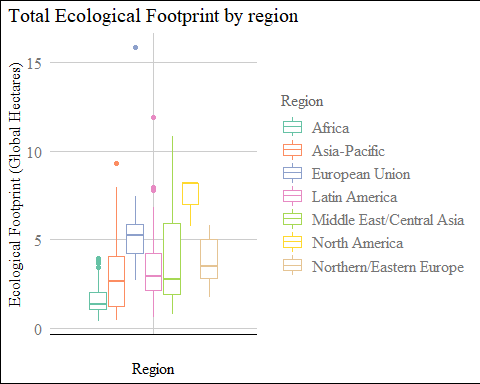 Total Ecological Footprint by region
Ecological Footprint (Global Hectares)
15
10
5
0
Region
Region
Africa
Asia-Pacific
European Union
Latin America
Middle East/Central Asia
North America
Northern/Eastern Europe